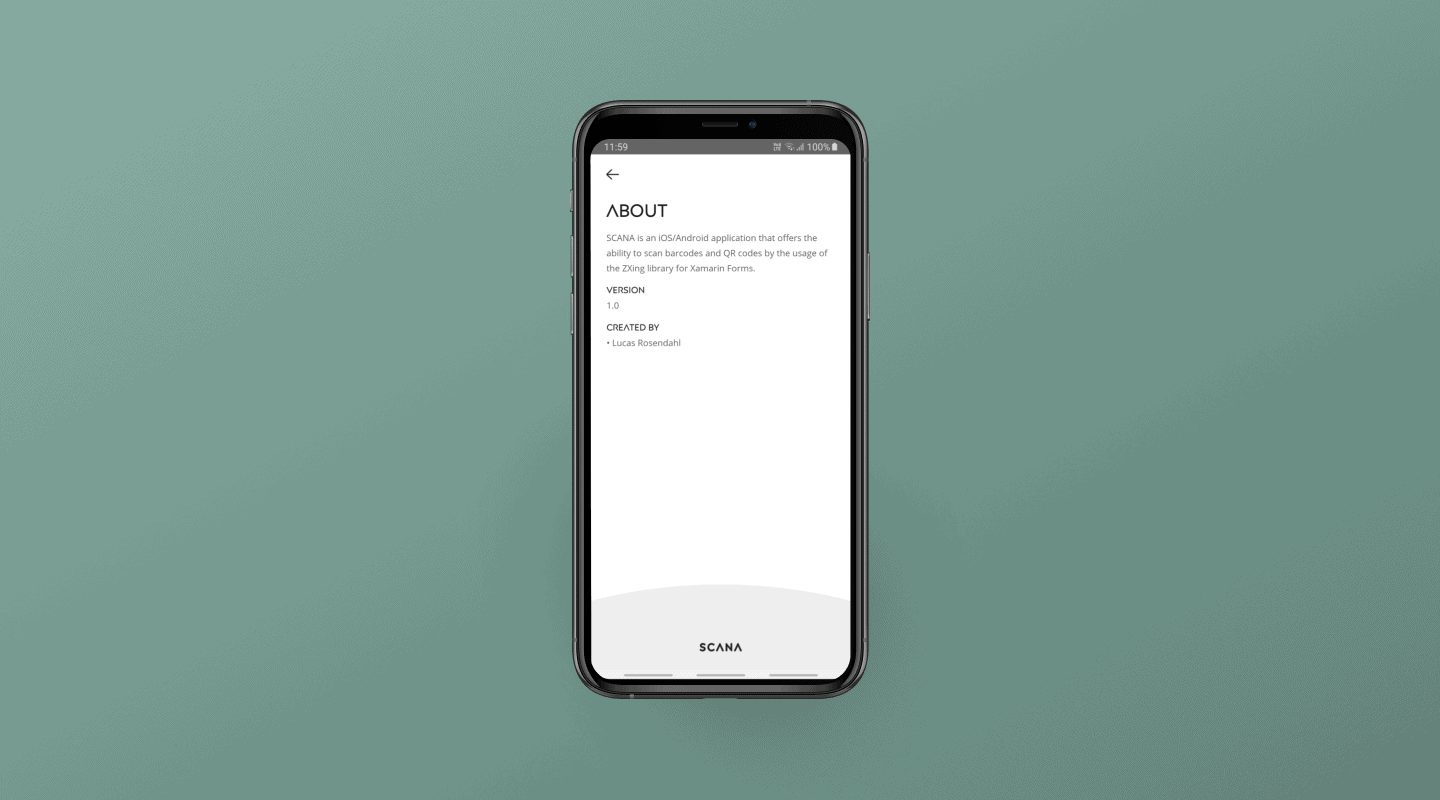 11:59 100%
ABOUT
SCANA is an iOS/Android application that offers the
ability to scan barcodes and QR codes by the usage of
the ZXing library for Xamarin Forms.
VERSION
1.0
CREATED BY
• Lucas Rosendahl
SCANA